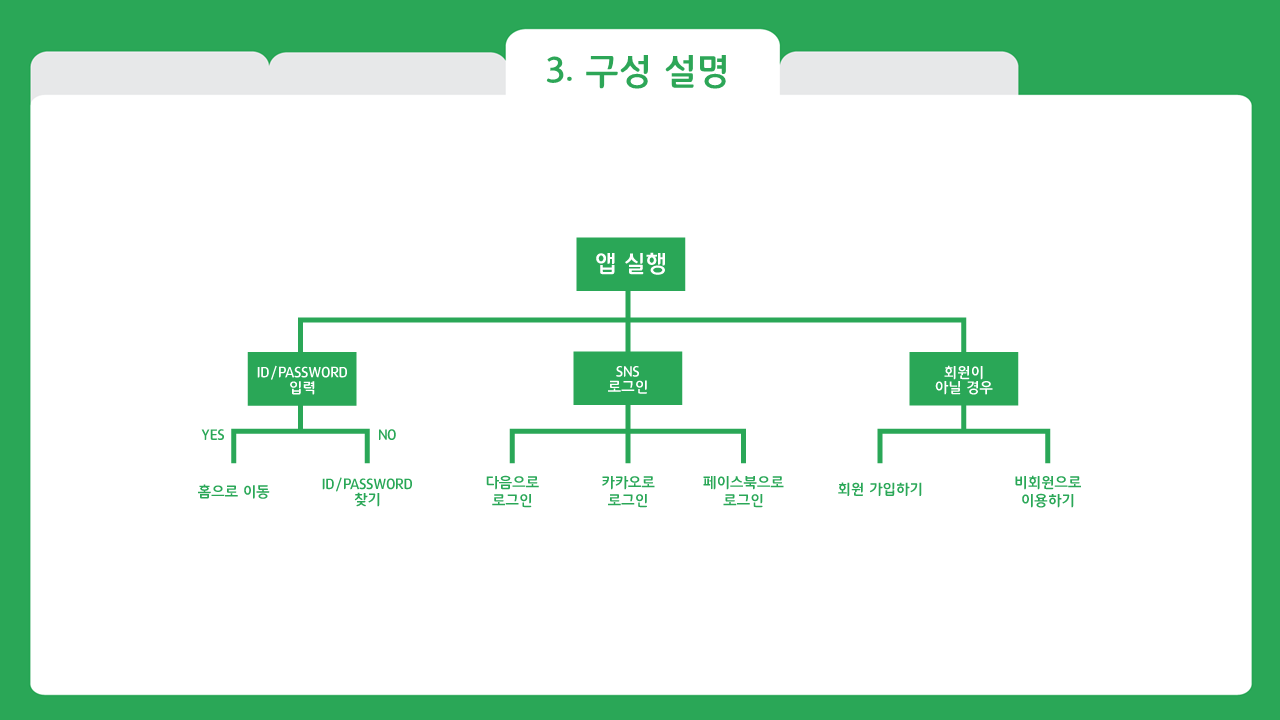 3. 구성 설명
앱 실행
ID/PASSWORD
입력
SNS
로그인
회원이
아닐 경우
YES
NO
홈으로 이동
ID/PASSWORD
찾기
다음으로
로그인
카카오로
로그인
페이스북으로
로그인
회원 가입하기
비회원으로
이용하기